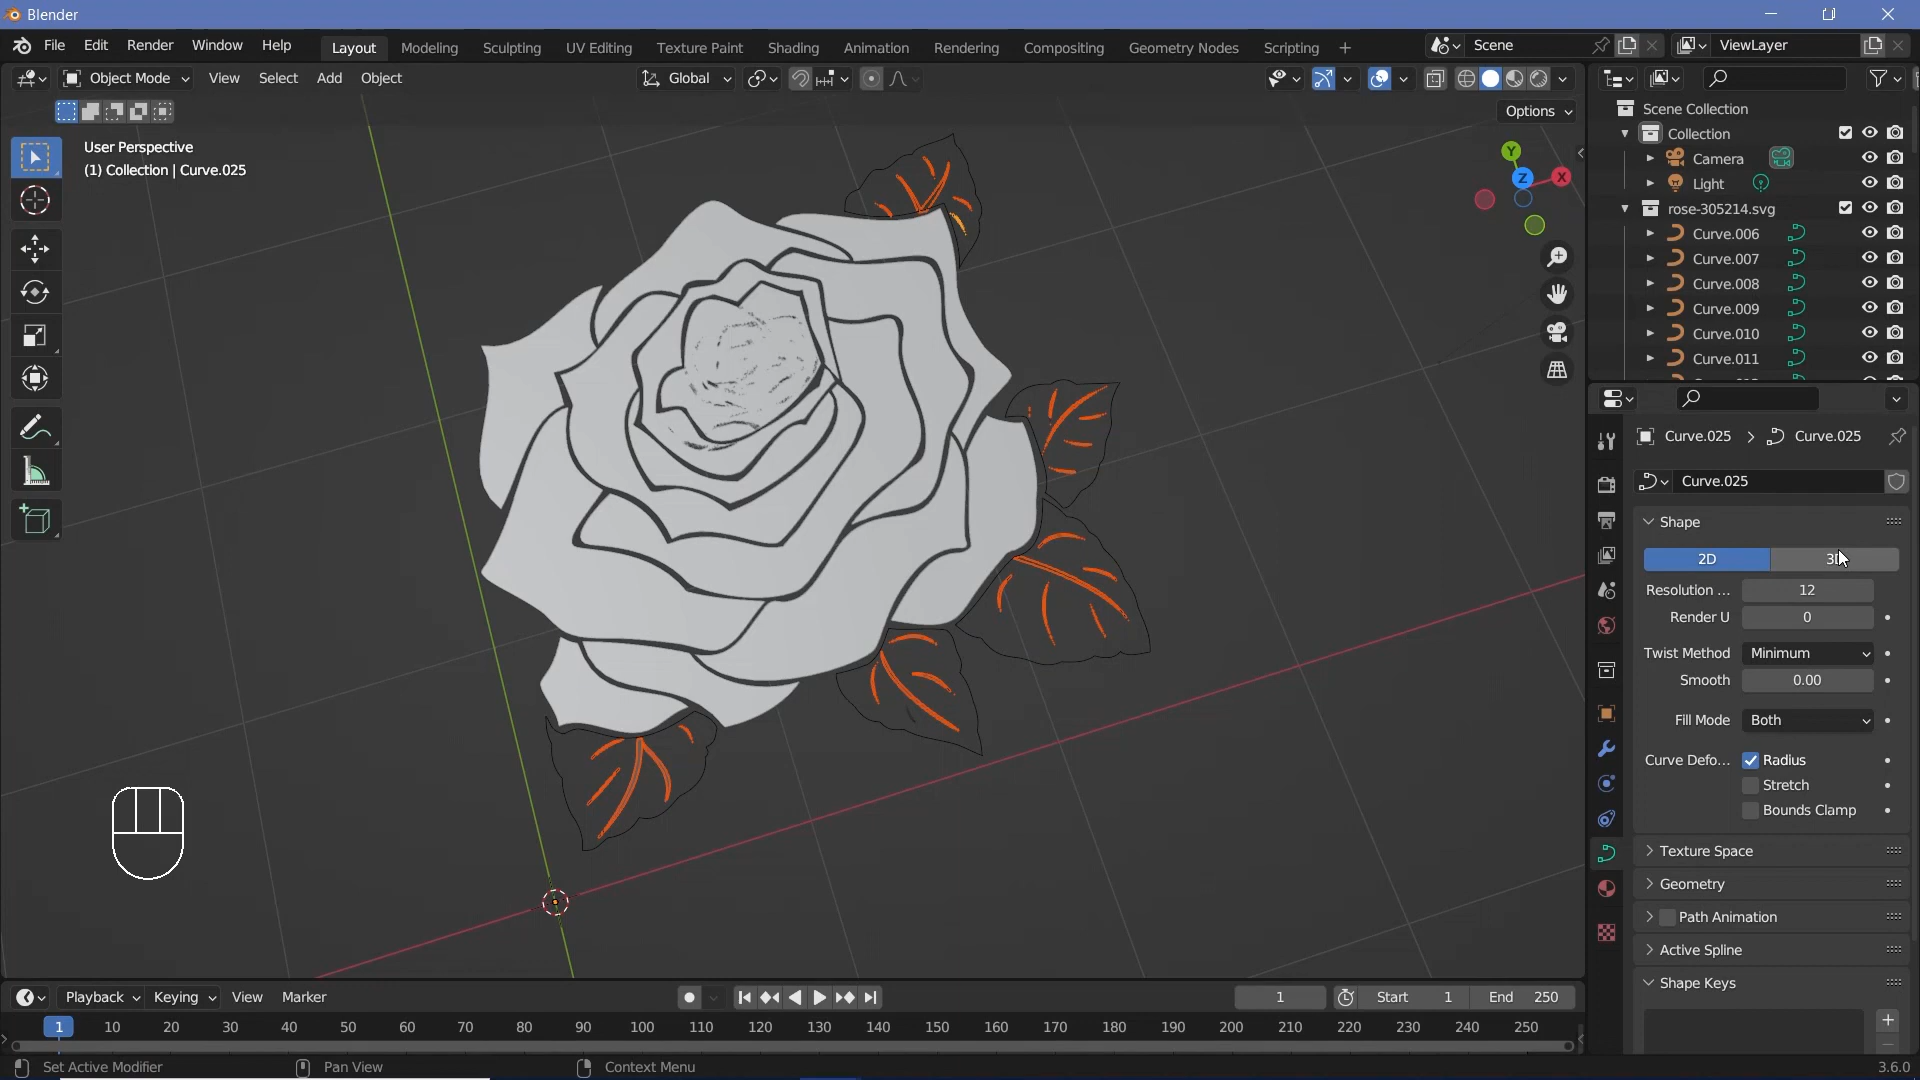 Blender
File Edit Render Window Help Layout Modeling Sculpting UV Editing Texture Paint Shading Animation Rendering Compositing Geometry Nodes Scripting + Scene ViewLayer
Object Mode View Select Add Object Global
Options
User Perspective
(1) Collection | Curve.025
Y
X
Z
Scene Collection
Collection
Camera
Light
rose-305214.svg
Curve.006
Curve.007
Curve.008
Curve.009
Curve.010
Curve.011
Curve.025 > Curve.025
Curve.025
Shape
2D 3D
Resolution ... 12
Render U 0
Twist Method Minimum
Smooth 0.00
Fill Mode Both
Curve Defo... Radius
Stretch
Bounds Clamp
Texture Space
Geometry
Path Animation
Active Spline
Shape Keys
Playback Keying View Marker 1 Start 1 End 250
1 10 20 30 40 50 60 70 80 90 100 110 120 130 140 150 160 170 180 190 200 210 220 230 240 250
Set Active Modifier Pan View Context Menu 3.6.0